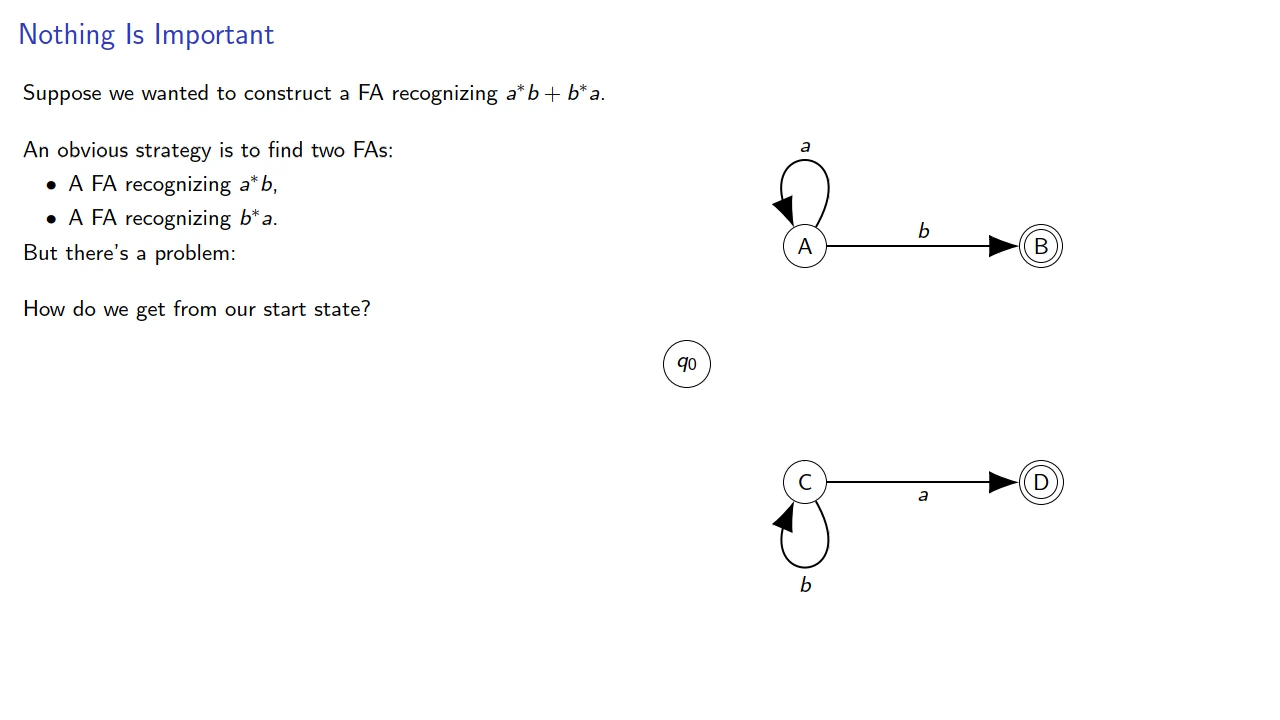 Nothing Is Important
Suppose we wanted to construct a FA recognizing a*b + b*a.
An obvious strategy is to find two FAs:
• A FA recognizing a*b,
• A FA recognizing b*a.
But there's a problem:
How do we get from our start state?
a
b
A
B
q0
C
D
a
b